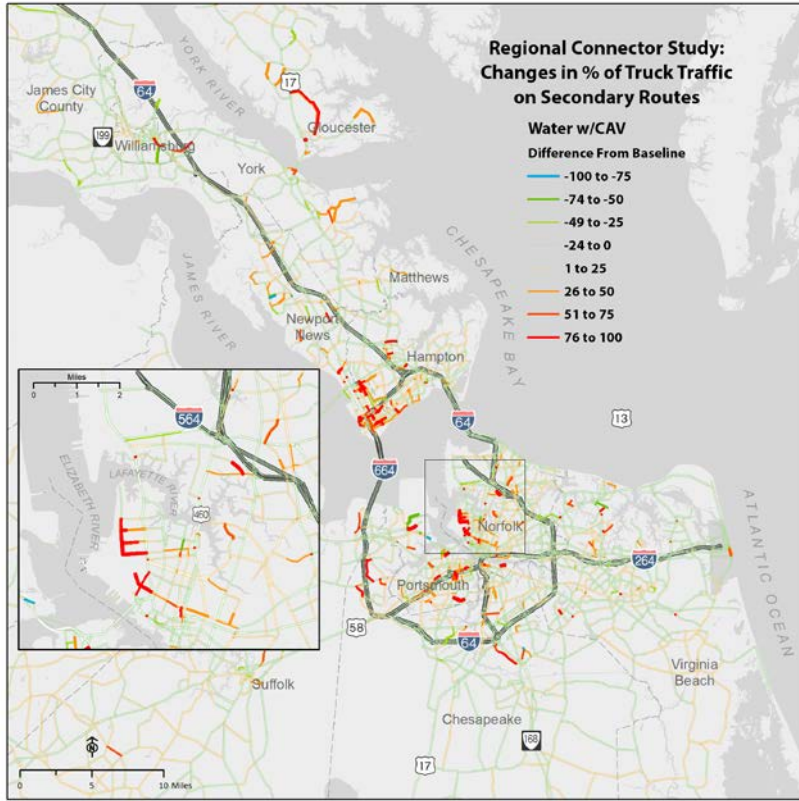 Regional Connector Study:
Changes in % of Truck Traffic
on Secondary Routes
Water w/CAV
Difference From Baseline
-100 to -75
-74 to -50
-49 to -25
-24 to 0
1 to 25
26 to 50
51 to 75
76 to 100
YORK RIVER
17
64
James City
County
Gloucester
199
Williamsburg
York
CHESAPEAKE BAY
JAMES RIVER
Matthews
Newport
News
Hampton
64
13
664
Miles
0 1 2
564
ELIZABETH RIVER
LAFAYETTE RIVER
460
Norfolk
ATLANTIC OCEAN
264
Portsmouth
58
64
Suffolk
Virginia
Beach
Chesapeake
168
17
N
0 5 10 Miles